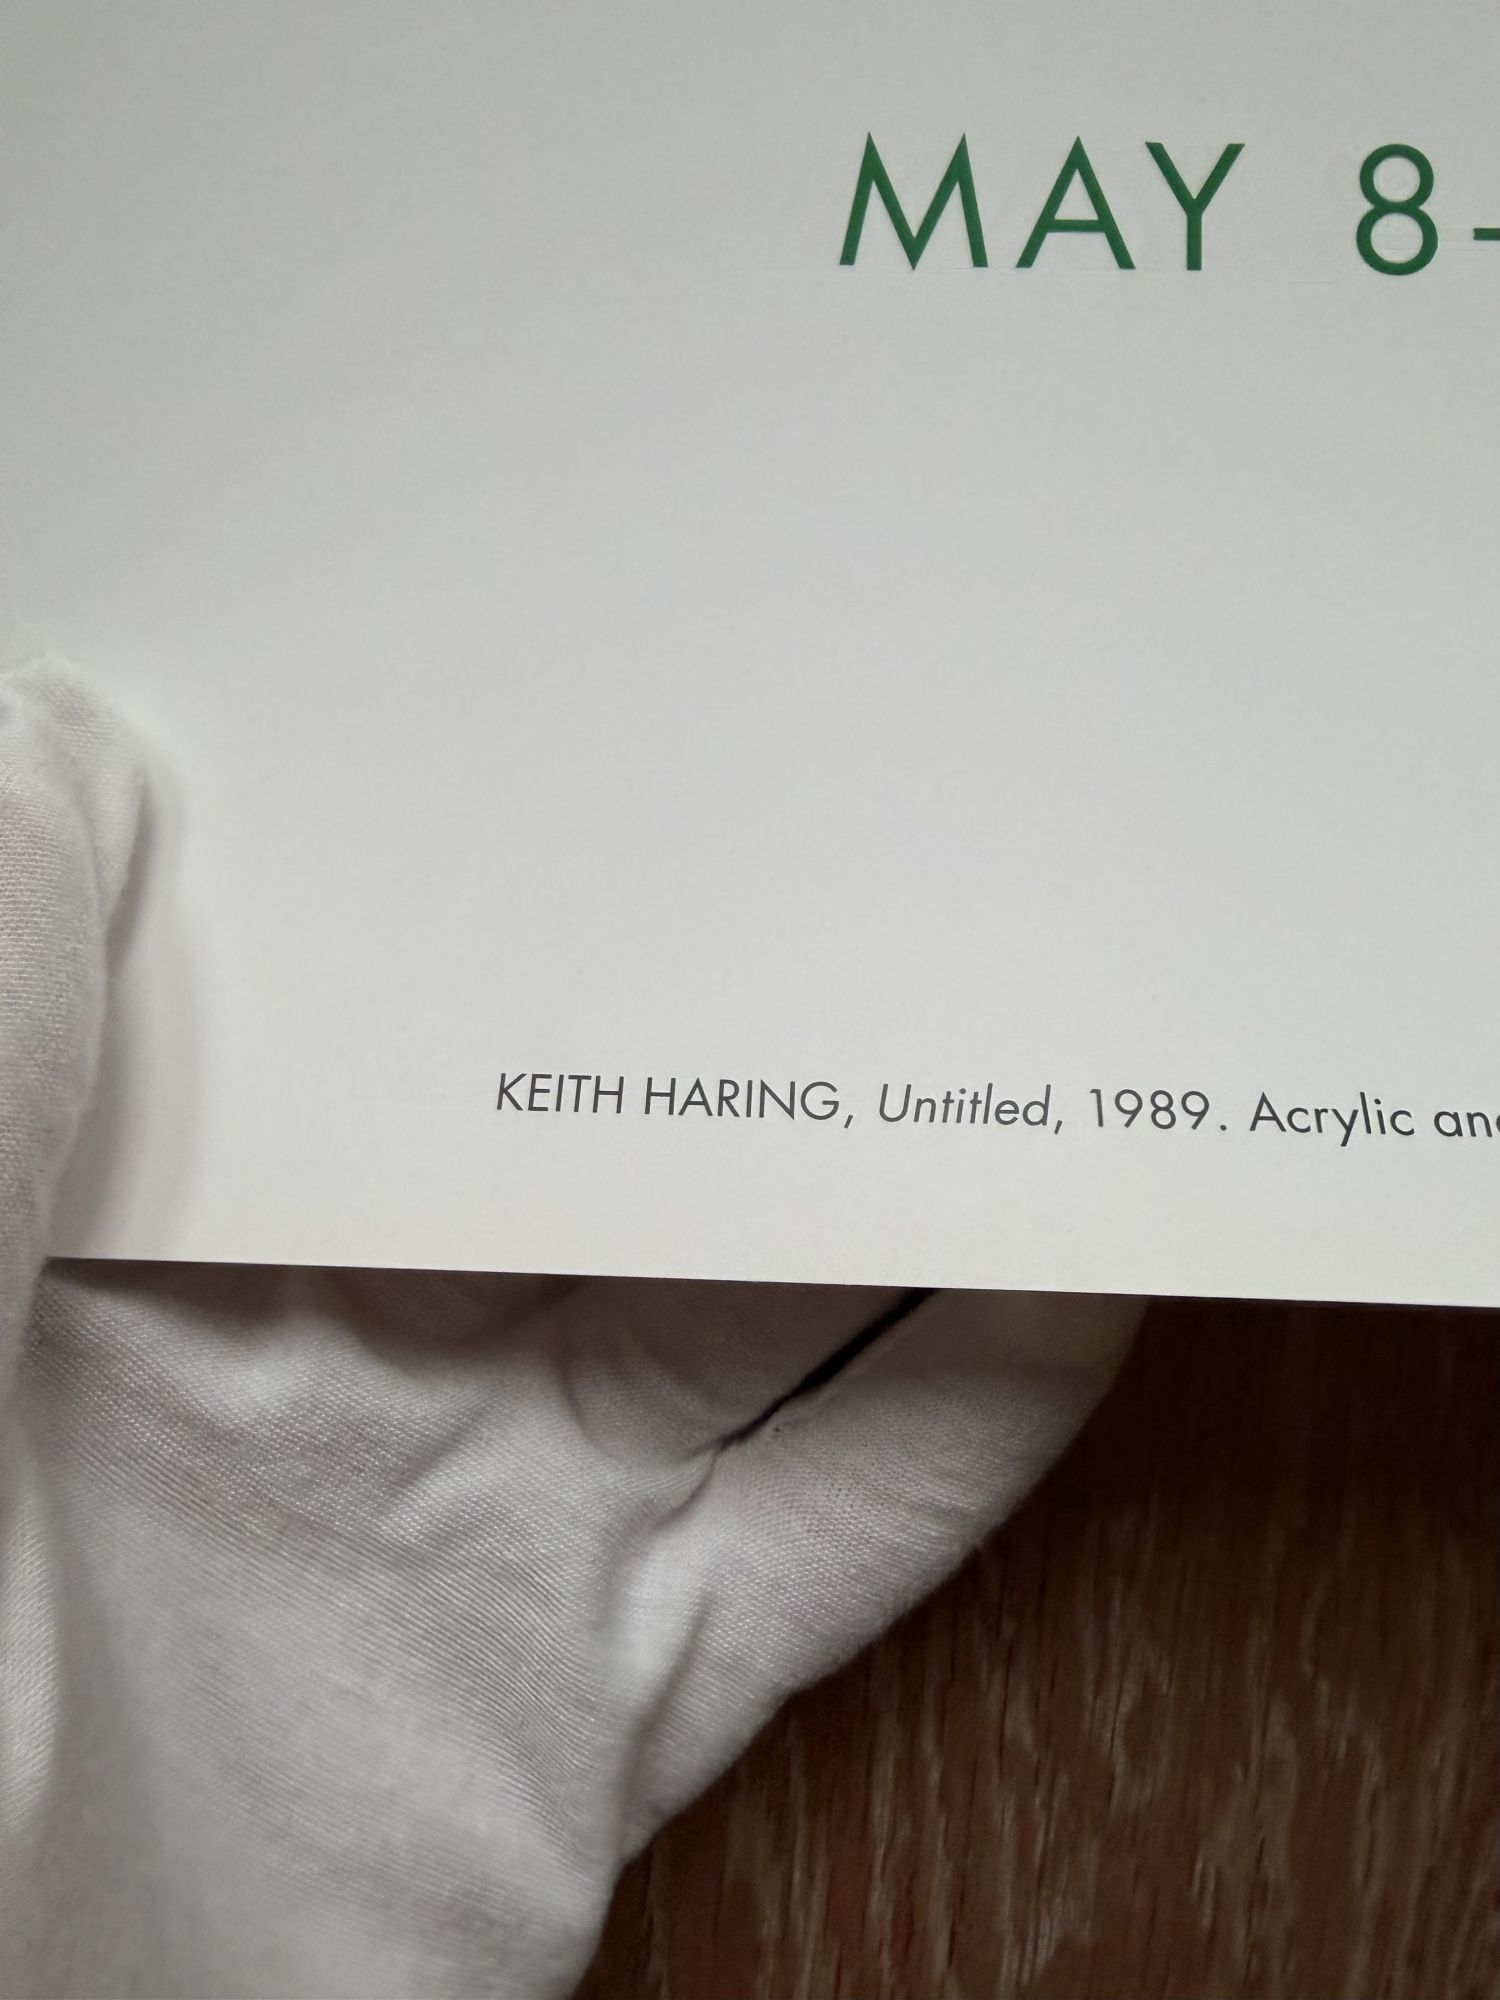 MAY 8-
KEITH HARING, Untitled, 1989. Acrylic